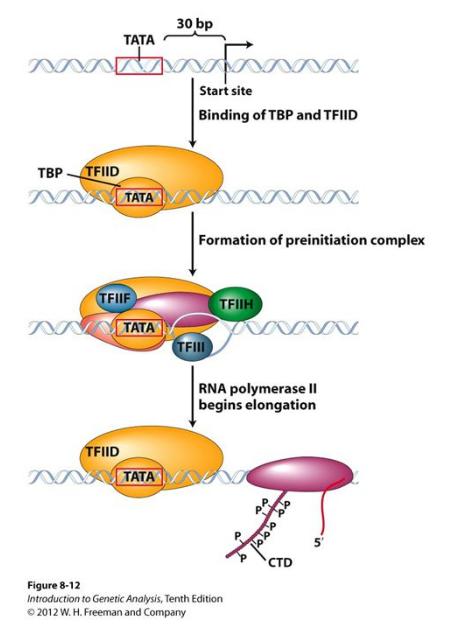 30 bp
TATA
Start site
Binding of TBP and TFIID
TBP
TFIID
TATA
Formation of preinitiation complex
TFIIF
TFIIH
TATA
TFIII
RNA polymerase II
begins elongation
TFIID
TATA
P P
P P
P
P P
P
P
5'
CTD
Figure 8-12
Introduction to Genetic Analysis, Tenth Edition
© 2012 W. H. Freeman and Company